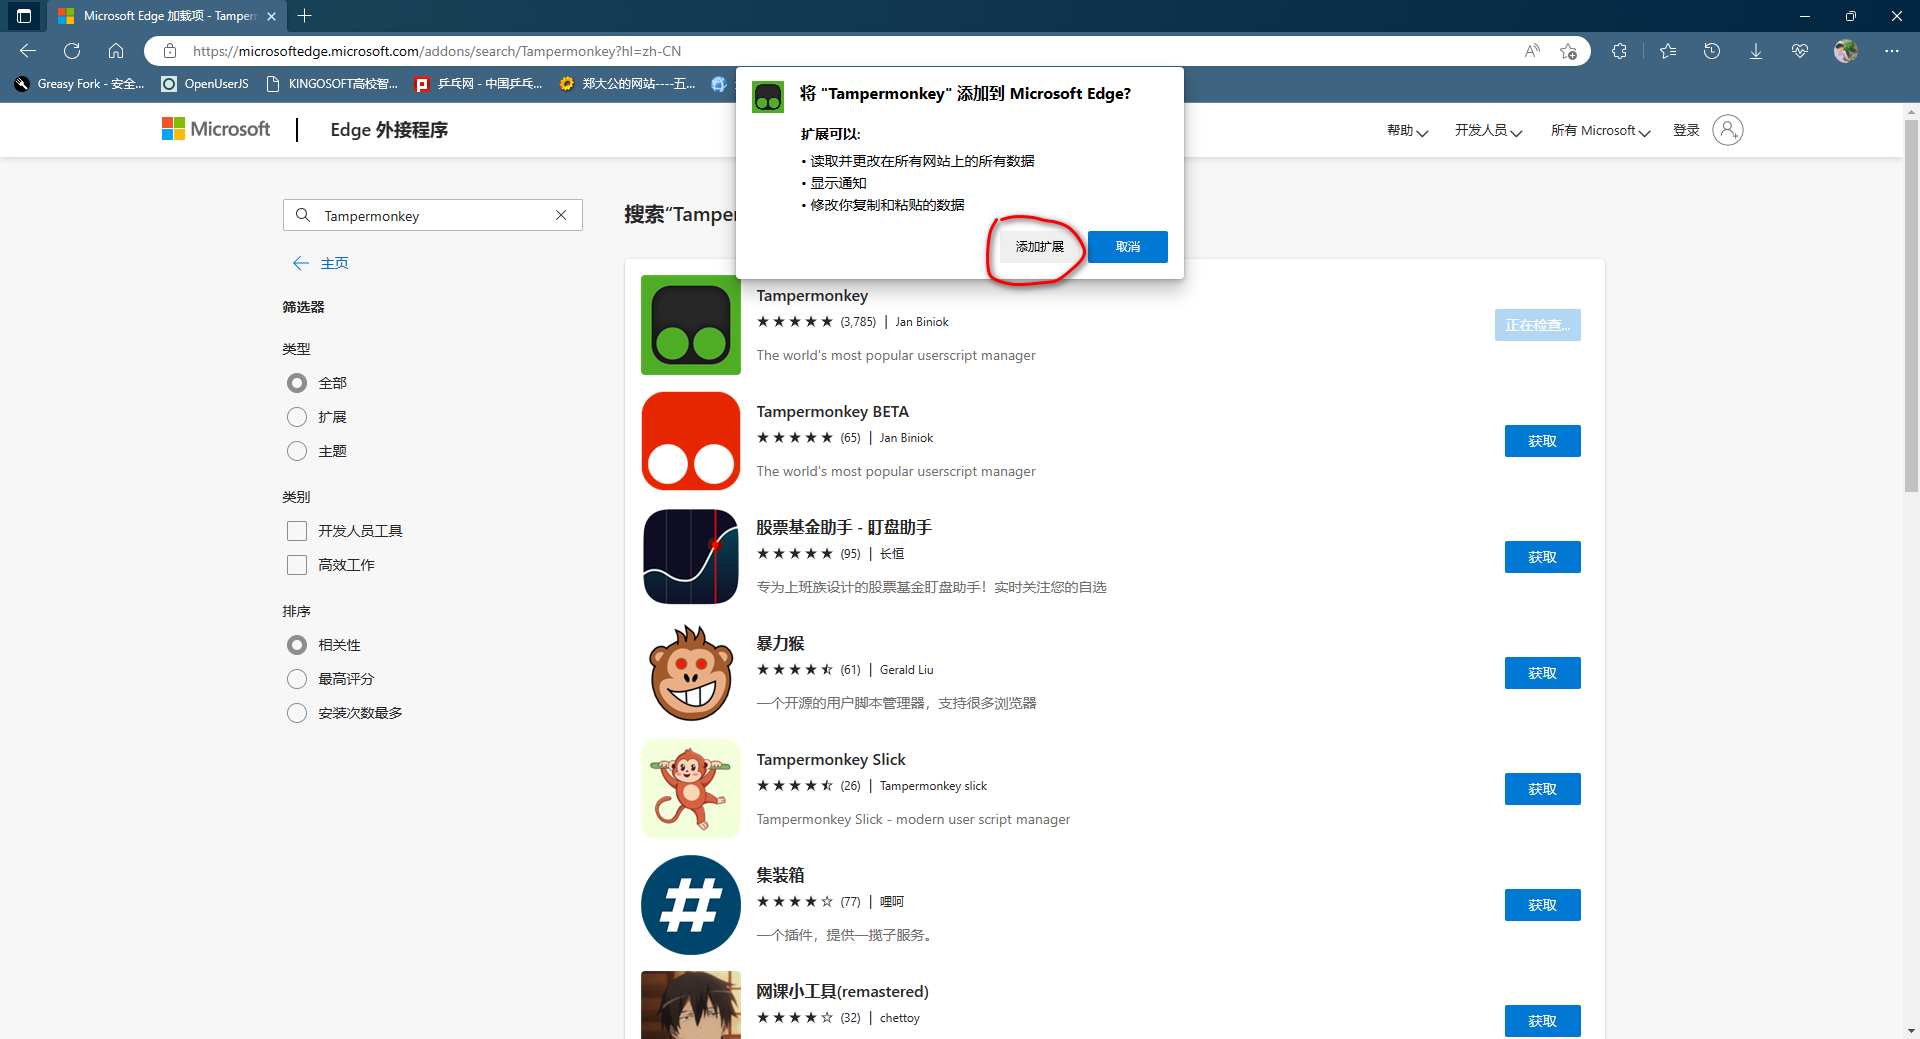 Microsoft Edge 加载项 - Tamperm
https://microsoftedge.microsoft.com/addons/search/Tampermonkey?hl=zh-CN
Greasy Fork - 安全...
OpenUserJS
KINGOSOFT高校智...
乒乓网 - 中国乒乓...
郑大公的网站----五...
将 "Tampermonkey" 添加到 Microsoft Edge?
扩展可以:
• 读取并更改在所有网站上的所有数据
• 显示通知
• 修改你复制和粘贴的数据
添加扩展
取消
Microsoft
Edge 外接程序
帮助
开发人员
所有 Microsoft
登录
Tampermonkey
主页
筛选器
类型
全部
扩展
主题
类别
开发人员工具
高效工作
排序
相关性
最高评分
安装次数最多
搜索“Tamper
Tampermonkey
(3,785) | Jan Biniok
The world's most popular userscript manager
正在检查...
Tampermonkey BETA
(65) | Jan Biniok
The world's most popular userscript manager
获取
股票基金助手 - 盯盘助手
(95) | 长恒
专为上班族设计的股票基金盯盘助手！实时关注您的自选
获取
暴力猴
(61) | Gerald Liu
一个开源的用户脚本管理器，支持很多浏览器
获取
Tampermonkey Slick
(26) | Tampermonkey slick
Tampermonkey Slick - modern user script manager
获取
集装箱
(77) | 哩呵
一个插件，提供一揽子服务。
获取
网课小工具(remastered)
(32) | chettoy
获取